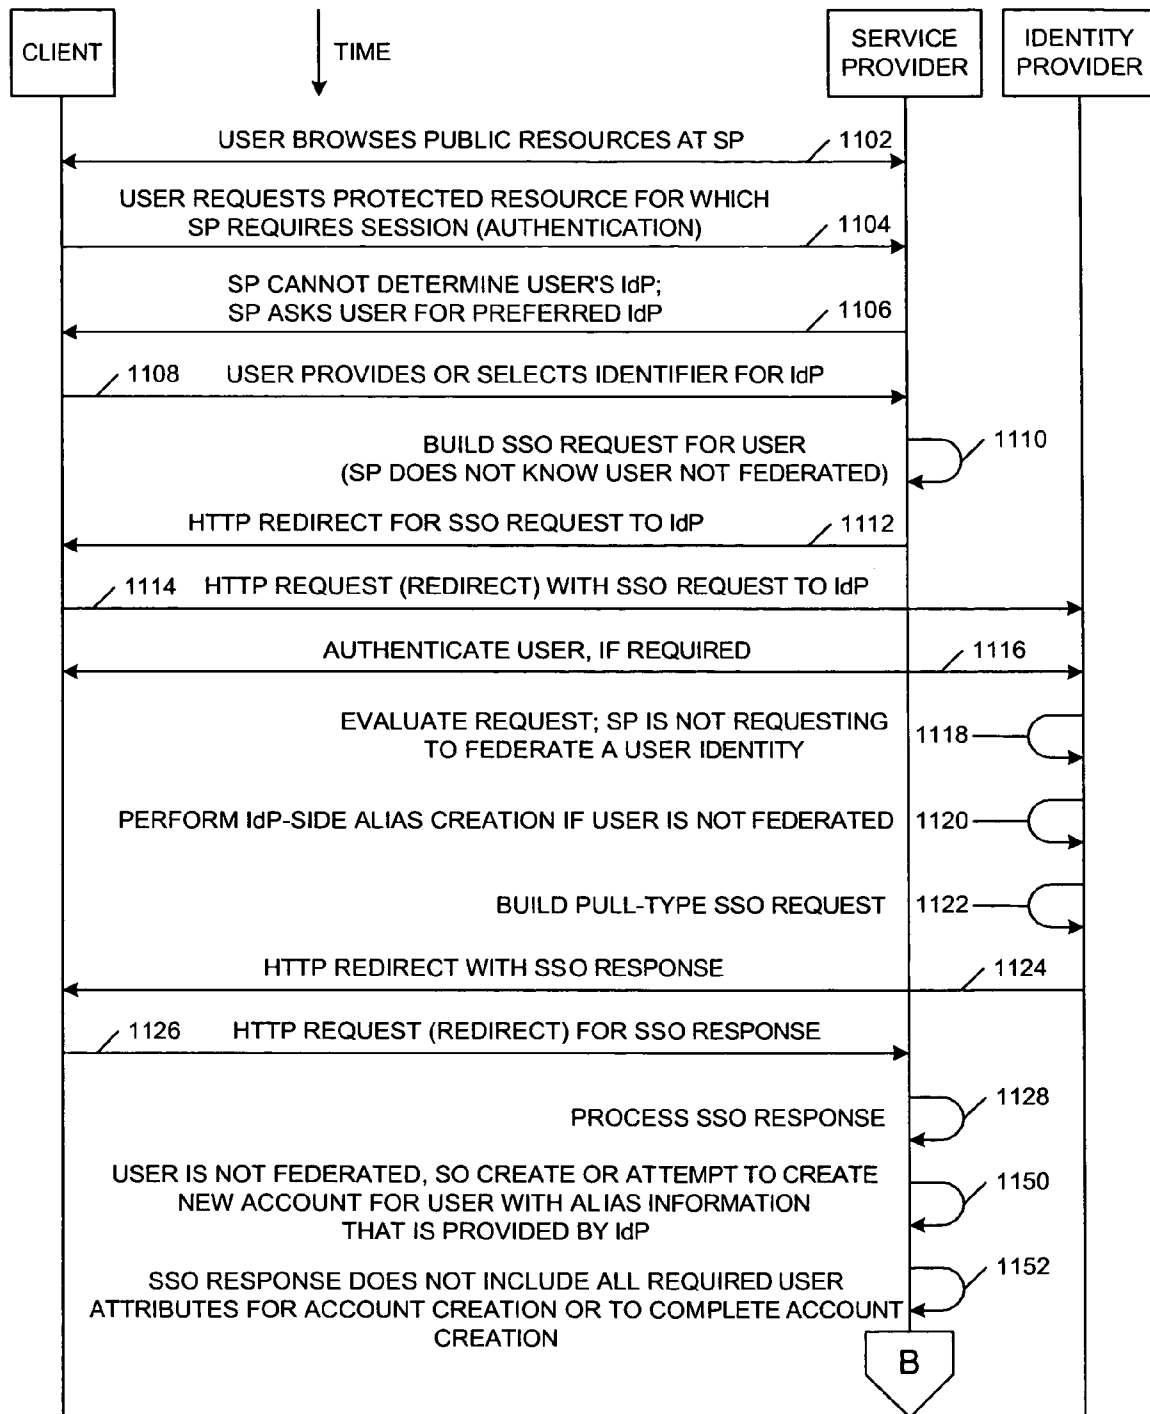 CLIENT
TIME
SERVICE
PROVIDER
IDENTITY
PROVIDER
USER BROWSES PUBLIC RESOURCES AT SP
1102
USER REQUESTS PROTECTED RESOURCE FOR WHICH
SP REQUIRES SESSION (AUTHENTICATION)
1104
SP CANNOT DETERMINE USER'S IdP;
SP ASKS USER FOR PREFERRED IdP
1106
1108
USER PROVIDES OR SELECTS IDENTIFIER FOR IdP
BUILD SSO REQUEST FOR USER
(SP DOES NOT KNOW USER NOT FEDERATED)
1110
HTTP REDIRECT FOR SSO REQUEST TO IdP
1112
1114
HTTP REQUEST (REDIRECT) WITH SSO REQUEST TO IdP
AUTHENTICATE USER, IF REQUIRED
1116
EVALUATE REQUEST; SP IS NOT REQUESTING
TO FEDERATE A USER IDENTITY
1118
PERFORM IdP-SIDE ALIAS CREATION IF USER IS NOT FEDERATED
1120
BUILD PULL-TYPE SSO REQUEST
1122
HTTP REDIRECT WITH SSO RESPONSE
1124
1126
HTTP REQUEST (REDIRECT) FOR SSO RESPONSE
PROCESS SSO RESPONSE
1128
USER IS NOT FEDERATED, SO CREATE OR ATTEMPT TO CREATE
NEW ACCOUNT FOR USER WITH ALIAS INFORMATION
THAT IS PROVIDED BY IdP
1150
SSO RESPONSE DOES NOT INCLUDE ALL REQUIRED USER
ATTRIBUTES FOR ACCOUNT CREATION OR TO COMPLETE ACCOUNT
CREATION
1152
B